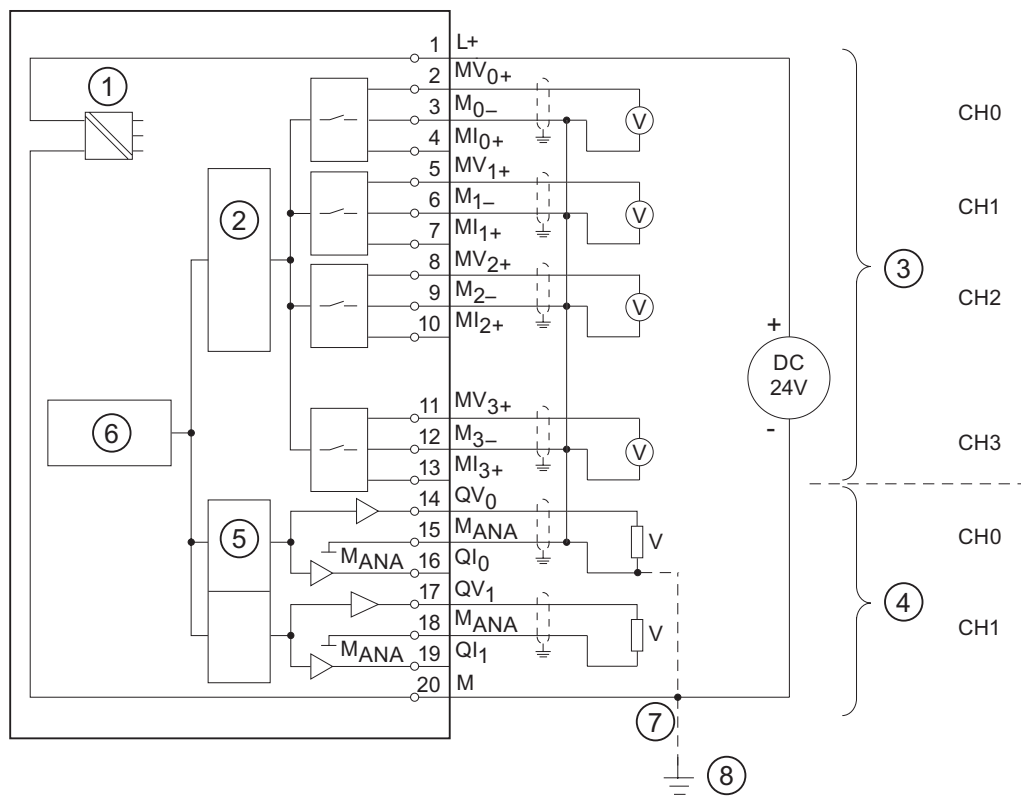 1 L+
2 MV0+
① 
3 M0–
V
CH0
4 MI0+
5 MV1+
②
6 M1–
V
CH1
7 MI1+
8 MV2+
③
9 M2–
V
CH2
10 MI2+
+
DC
24V
-
11 MV3+
⑥
12 M3–
V
CH3
13 MI3+
14 QV0
15 MANA
⑤
V
CH0
MANA
16 QI0
17 QV1
④
18 MANA
V
CH1
MANA
19 QI1
20 M
⑦
⑧